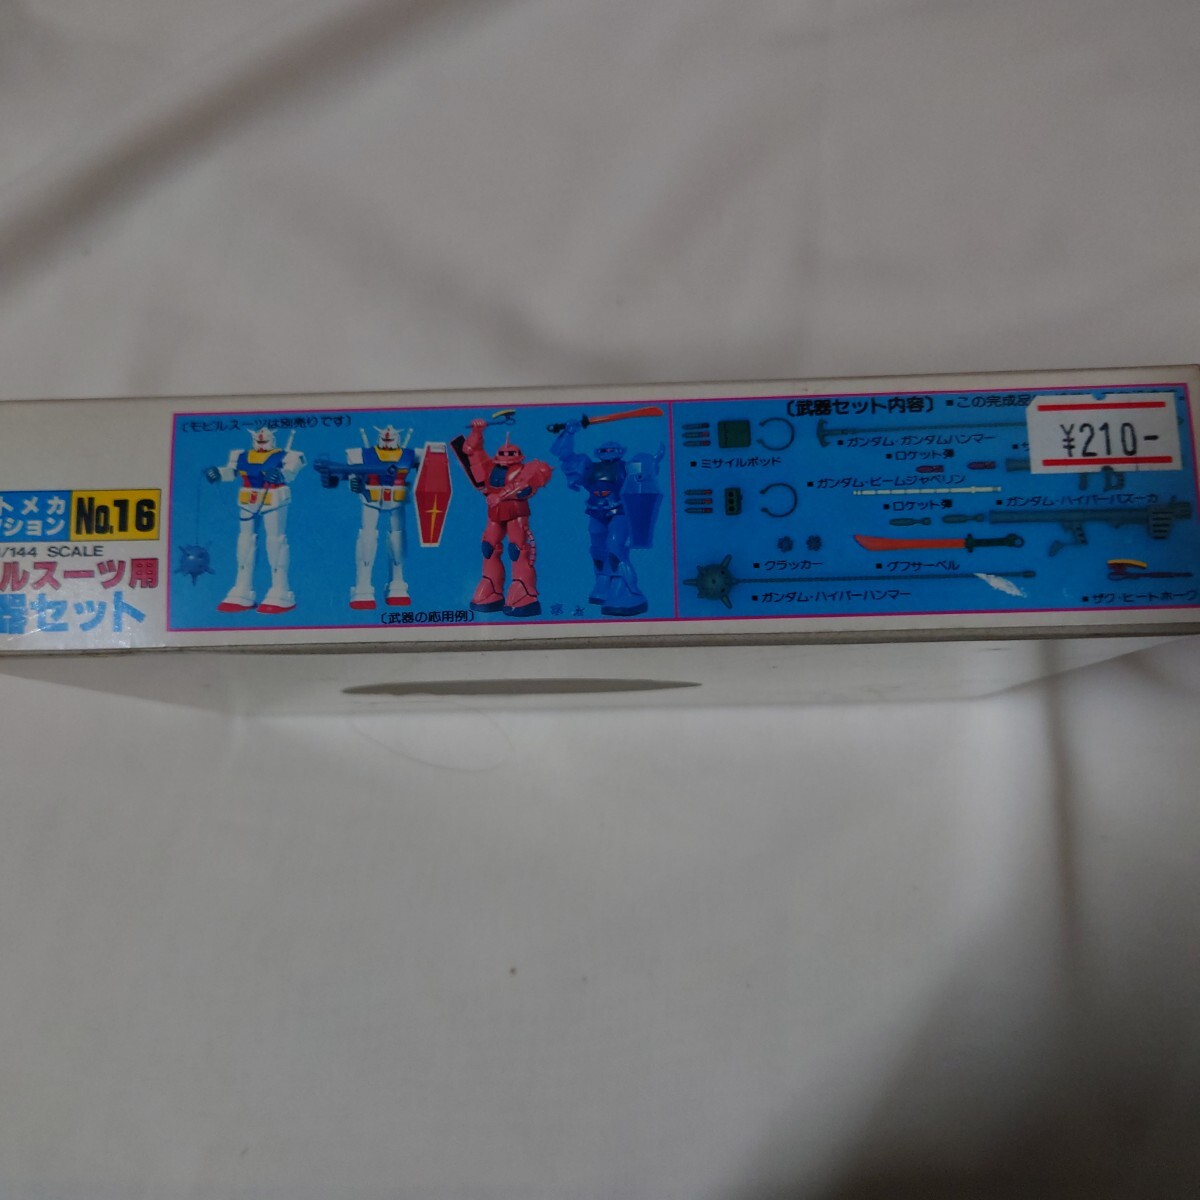 トメカ
クション
No.16
/144 SCALE
ルスーツ用
器セット
(モビルスーツは別売りです)
(武器の応用例)
〔武器セット内容〕
■この完成品
¥210-
■ミサイルポッド
■ガンダム・ガンダムハンマー
■ロケット弾
■ガンダム・ビームジャベリン
■ロケット弾
■ガンダム・ハイパーバズーカ
■クラッカー
■グフサーベル
■ガンダム・ハイパーハンマー
■ザク・ヒートホーク